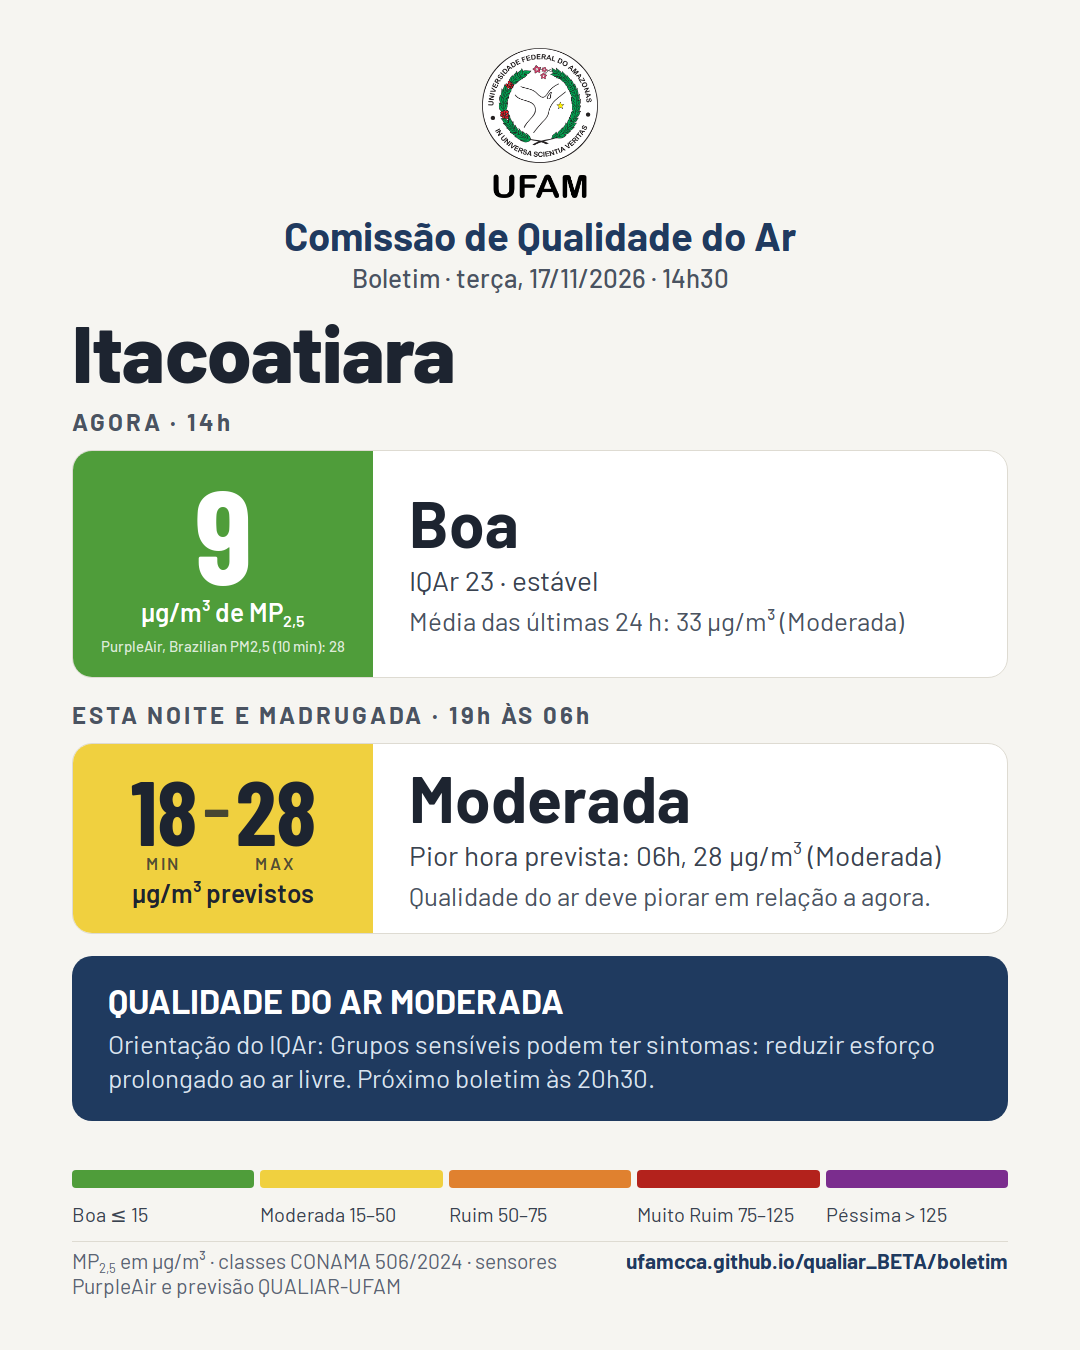 UNIVERSIDADE FEDERAL DO AMAZONAS
IN UNIVERSA SCIENTIA VERITAS
UFAM
Comissão de Qualidade do Ar
Boletim · terça, 17/11/2026 · 14h30
Itacoatiara
AGORA · 14h
9
µg/m³ de MP2,5
PurpleAir, Brazilian PM2,5 (10 min): 28
Boa
IQAr 23 · estável
Média das últimas 24 h: 33 µg/m³ (Moderada)
ESTA NOITE E MADRUGADA · 19h ÀS 06h
18-28
MIN MAX
µg/m³ previstos
Moderada
Pior hora prevista: 06h, 28 µg/m³ (Moderada)
Qualidade do ar deve piorar em relação a agora.
QUALIDADE DO AR MODERADA
Orientação do IQAr: Grupos sensíveis podem ter sintomas: reduzir esforço
prolongado ao ar livre. Próximo boletim às 20h30.
Boa ≤ 15 Moderada 15–50 Ruim 50–75 Muito Ruim 75–125 Péssima > 125
MP2,5 em µg/m³ · classes CONAMA 506/2024 · sensores
PurpleAir e previsão QUALIAR-UFAM
ufamcca.github.io/qualiar_BETA/boletim